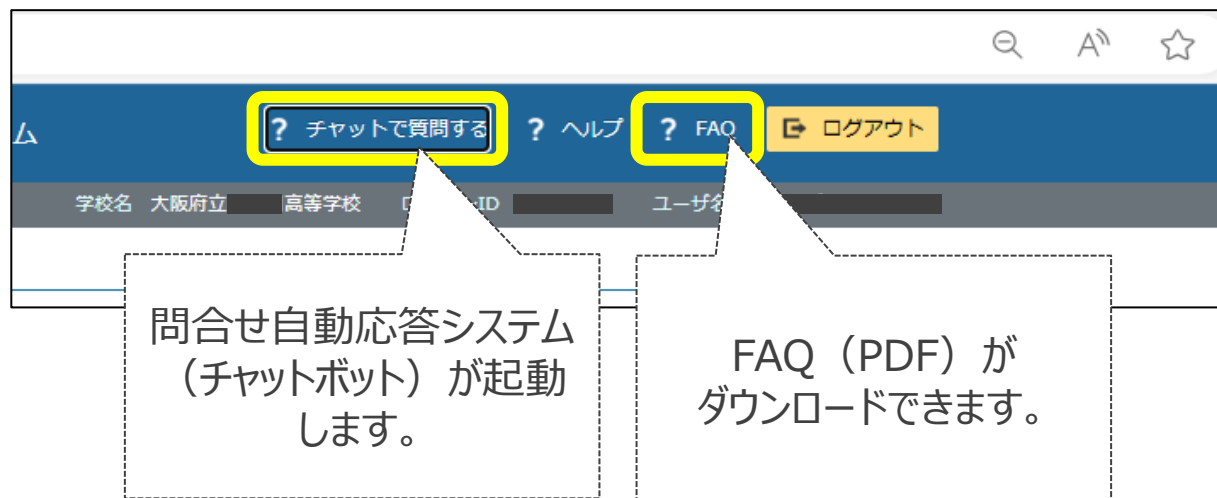 ム
? チャットで質問する ? ヘルプ ? FAQ ログアウト
学校名 大阪府立 高等学校 ID ユーザ名
問合せ自動応答システム
（チャットボット）が起動
します。
FAQ（PDF）が
ダウンロードできます。